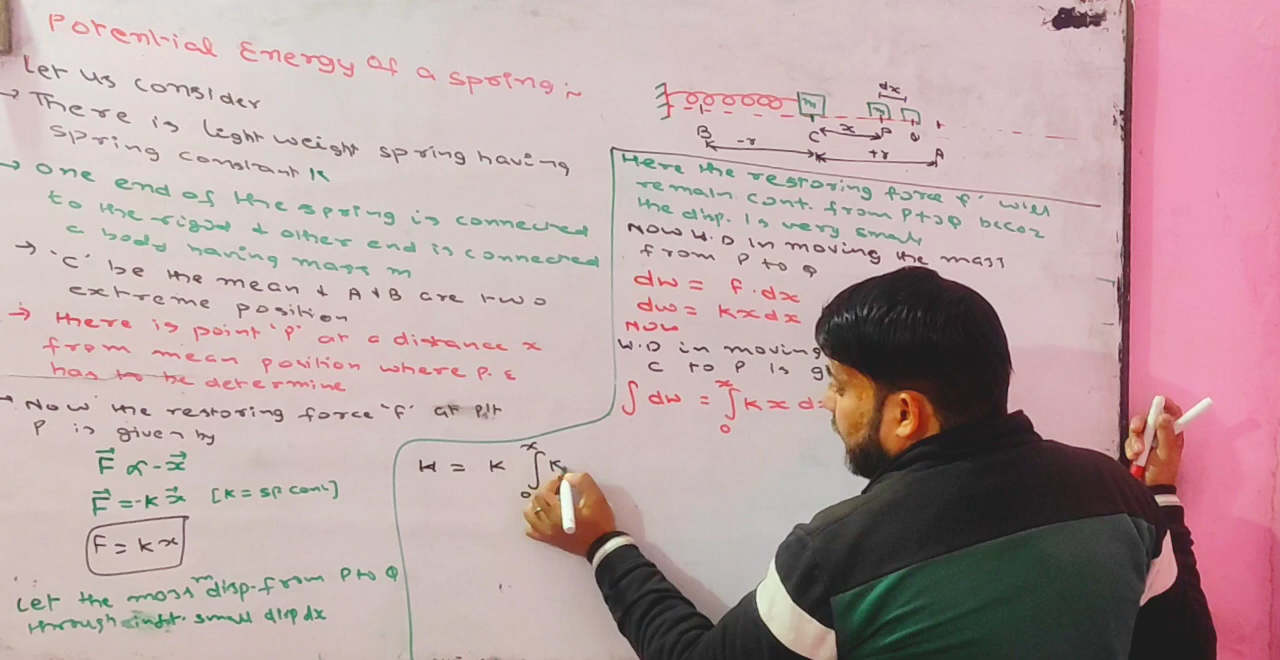 Potential Energy of a spring :~
Let us consider
→ There is light weight spring having
spring constant K
→ one end of the spring is connected
to the rigid & other end is connected
a body having mass m
→ 'C' be the mean & A & B are two
extreme position
→ there is point 'P' at a distance x
from mean position where P.E
has to be determine
→ Now the restoring force 'F' at pt
P is given by
F⃗ ∝ -x⃗
F⃗ = -K x⃗ [K = sp const]
F = Kx
Let the mass m disp. from P to Q
through small disp dx
dx
m m
B C x P Q
-r +r A
Here the restoring force F' will
remain cont. from P to Q becoz
the disp. is very small
Now W.D in moving the mass
from P to Q
dw = F.dx
dw = Kxdx
Now
W.D in moving
C to P is
∫ dw = ∫₀ˣ Kx d
W = K ∫₀ˣ